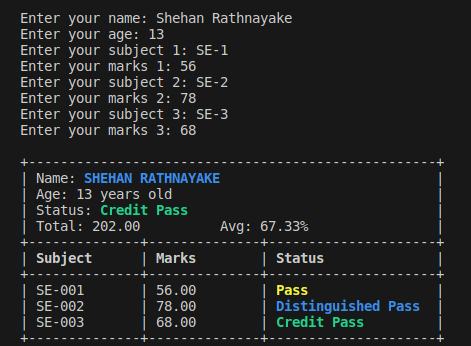 Enter your name: Shehan Rathnayake
Enter your age: 13
Enter your subject 1: SE-1
Enter your marks 1: 56
Enter your subject 2: SE-2
Enter your marks 2: 78
Enter your subject 3: SE-3
Enter your marks 3: 68
Name: SHEHAN RATHNAYAKE
Age: 13 years old
Status: Credit Pass
Total: 202.00 Avg: 67.33%
Subject | Marks | Status
SE-001 | 56.00 | Pass
SE-002 | 78.00 | Distinguished Pass
SE-003 | 68.00 | Credit Pass